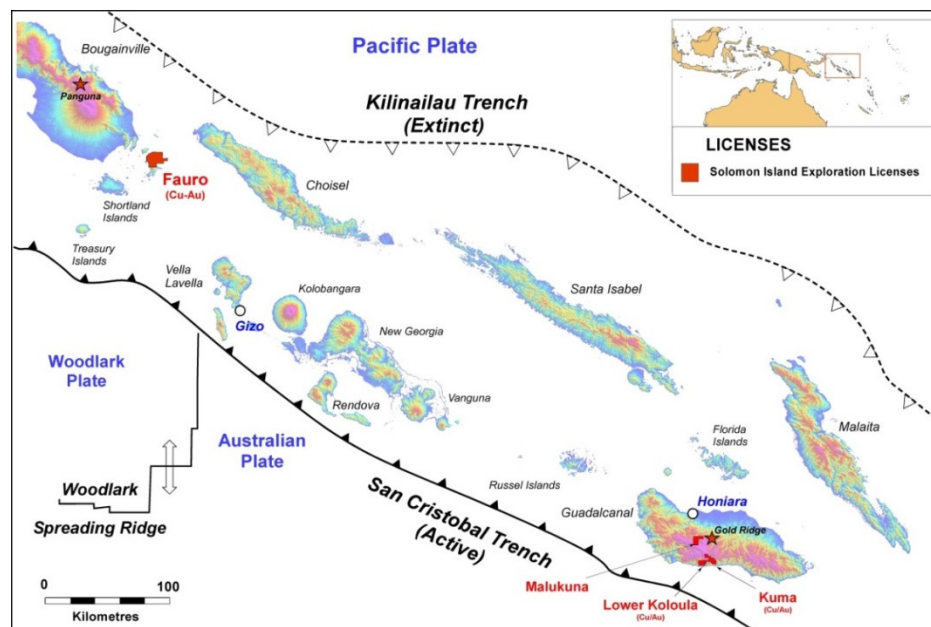 Bougainville
Panguna
Pacific Plate
Kilinailau Trench
(Extinct)
LICENSES
Solomon Island Exploration Licenses
Fauro
(Cu-Au)
Shortland
Islands
Treasury
Islands
Choisel
Vella
Lavella
Gizo
Kolobangara
New Georgia
Santa Isabel
Rendova
Vanguna
Woodlark
Plate
Australian
Plate
Woodlark
Spreading Ridge
San Cristobal Trench
(Active)
Russel Islands
Florida
Islands
Malaita
Guadalcanal
Honiara
Gold Ridge
Malukuna
Lower Koloula
(Cu/Au)
Kuma
(Cu/Au)
0
100
Kilometres